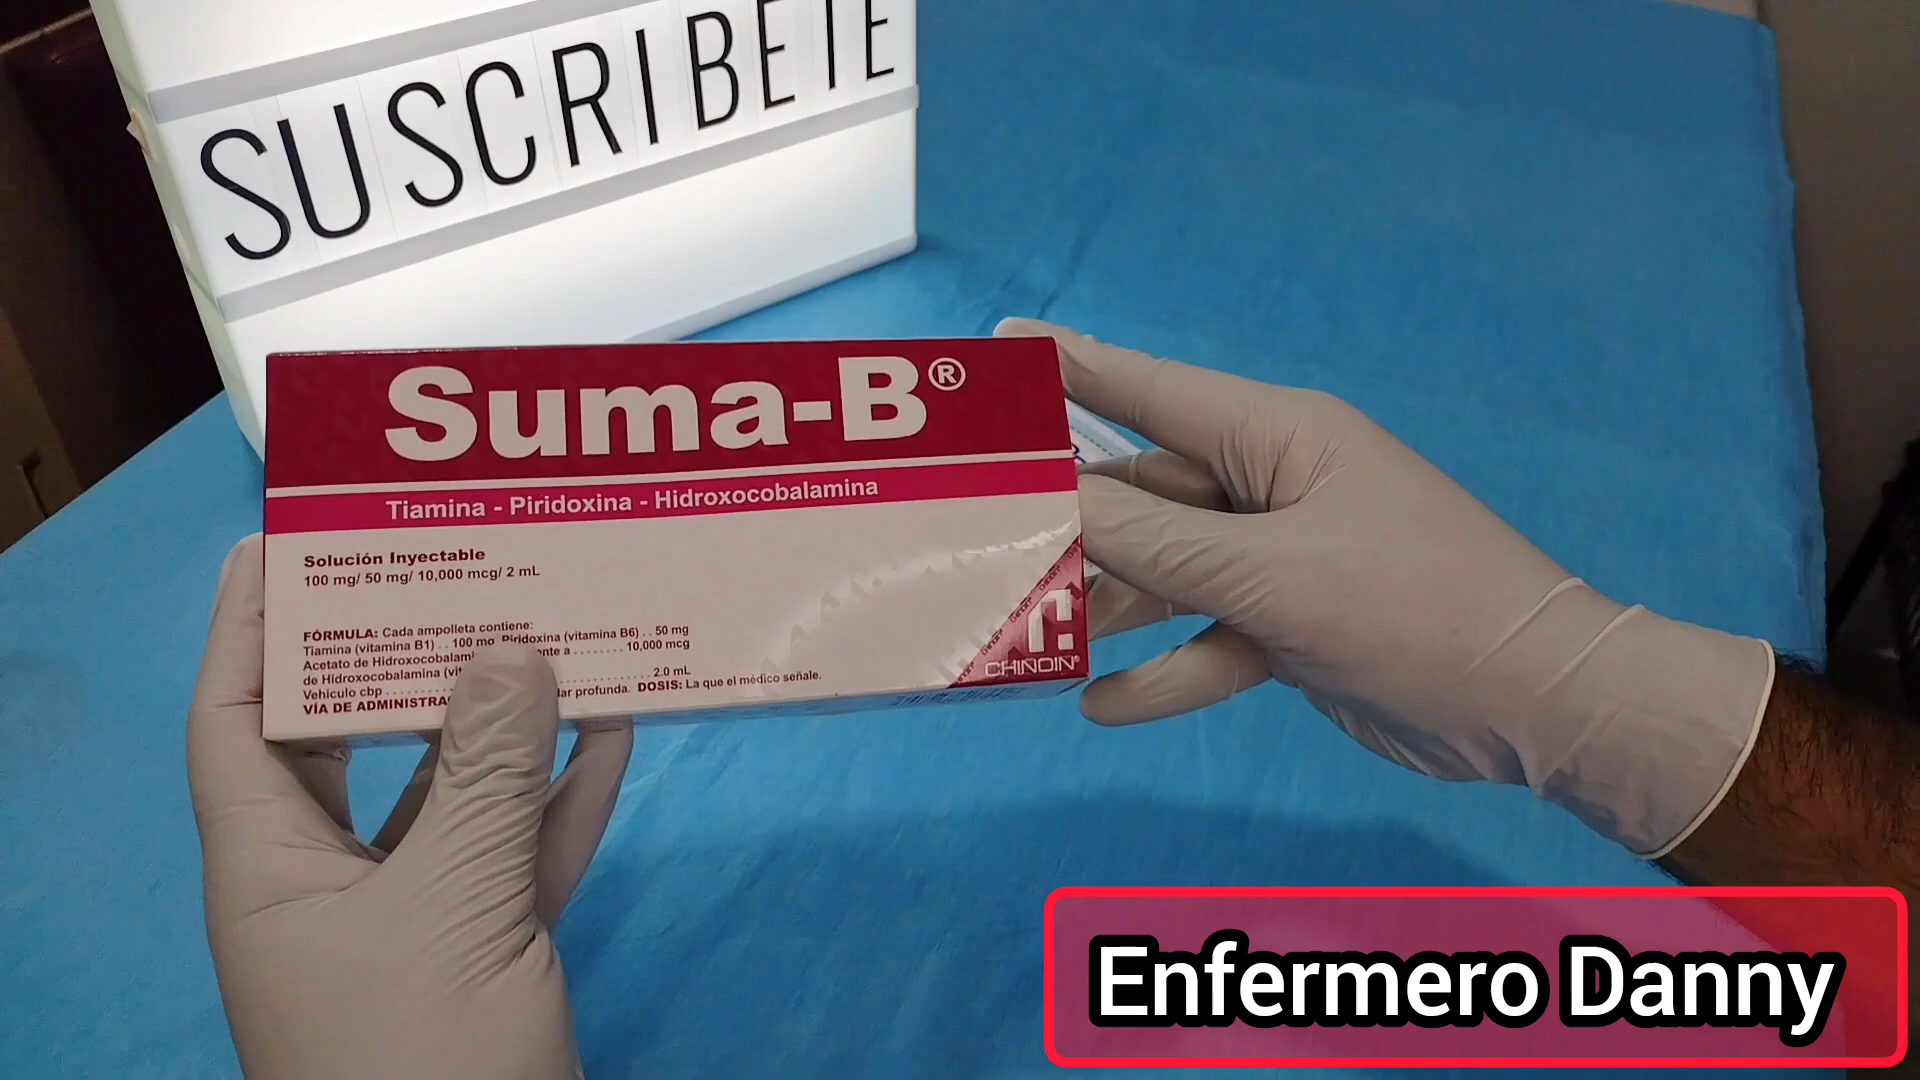 SUSCRIBETE
Suma-B®
Tiamina - Piridoxina - Hidroxocobalamina
Solución Inyectable
100 mg/ 50 mg/ 10,000 mcg/ 2 mL
FÓRMULA: Cada ampolleta contiene:
Tiamina (vitamina B1) . . 100 mg Piridoxina (vitamina B6) . . 50 mg
Acetato de a . . . . . . . . 10,000 mcg
de Hidroxocobalamina
Vehículo cbp . . . . . . . . . . . . . . . . . . . . . . 2.0 mL
VÍA DE profunda. DOSIS: La que el médico señale.
CHINOIN®
Enfermero Danny